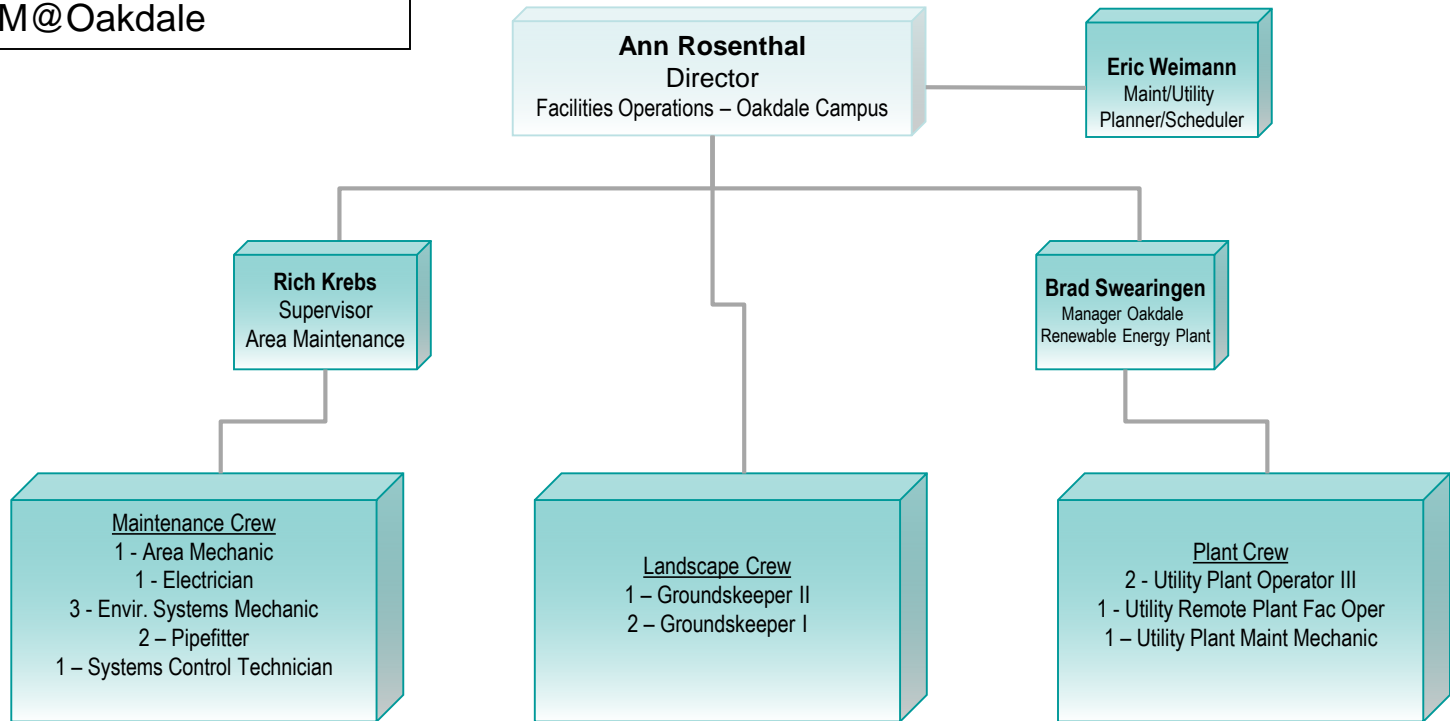 M@Oakdale
Ann Rosenthal
Director
Facilities Operations – Oakdale Campus
Eric Weimann
Maint/Utility
Planner/Scheduler
Rich Krebs
Supervisor
Area Maintenance
Brad Swearingen
Manager Oakdale
Renewable Energy Plant
Maintenance Crew
1 - Area Mechanic
1 - Electrician
3 - Envir. Systems Mechanic
2 – Pipefitter
1 – Systems Control Technician
Landscape Crew
1 – Groundskeeper II
2 – Groundskeeper I
Plant Crew
2 - Utility Plant Operator III
1 - Utility Remote Plant Fac Oper
1 – Utility Plant Maint Mechanic